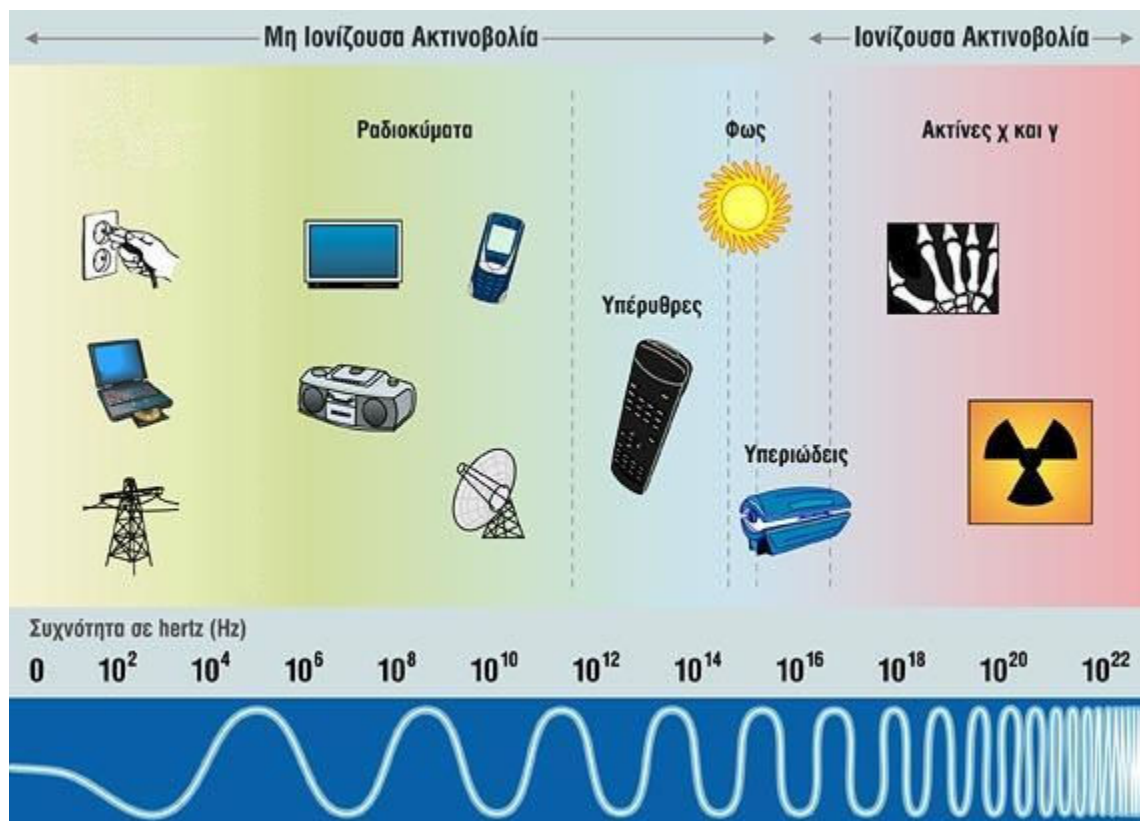 Μη Ιονίζουσα Ακτινοβολία
Ιονίζουσα Ακτινοβολία
Ραδιοκύματα
Φως
Ακτίνες χ και γ
Υπέρυθρες
Υπεριώδεις
Συχνότητα σε hertz (Hz)
0 10² 10⁴ 10⁶ 10⁸ 10¹⁰ 10¹² 10¹⁴ 10¹⁶ 10¹⁸ 10²⁰ 10²²